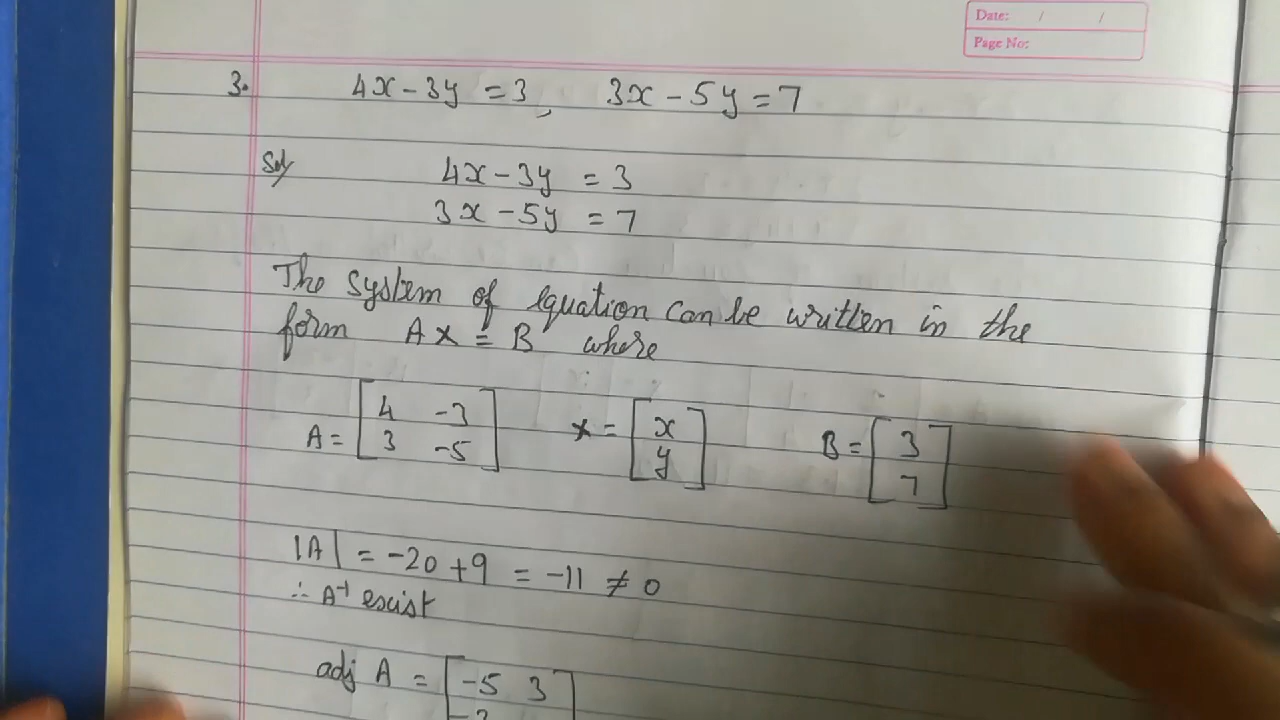 Date: / /
Page No:
3. 4x - 3y = 3, 3x - 5y = 7
Sol/ 4x - 3y = 3
3x - 5y = 7
The system of equation can be written in the
form AX = B where
A = [4 -3; 3 -5] X = [x; y] B = [3; 7]
|A| = -20 + 9 = -11 ≠ 0
∴ A⁻¹ escist
adj A = [-5 3